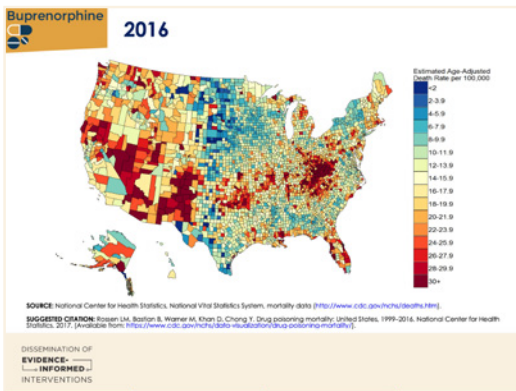 Buprenorphine
2016
Estimated Age-Adjusted
Death Rate per 100,000
<2
2-3.9
4-5.9
6-7.9
8-9.9
10-11.9
12-13.9
14-15.9
16-17.9
18-19.9
20-21.9
22-23.9
24-25.9
26-27.9
28-29.9
30+
SOURCE: National Center for Health Statistics, National Vital Statistics System, mortality data (http://www.cdc.gov/nchs/deaths.htm).
SUGGESTED CITATION: Rossen LM, Bastian B, Warner M, Khan D, Chong Y. Drug poisoning mortality: United States, 1999–2016. National Center for Health
Statistics. 2017. (Available from: https://www.cdc.gov/nchs/data-visualization/drug-poisoning-mortality/).
DISSEMINATION OF
EVIDENCE-
INFORMED
INTERVENTIONS